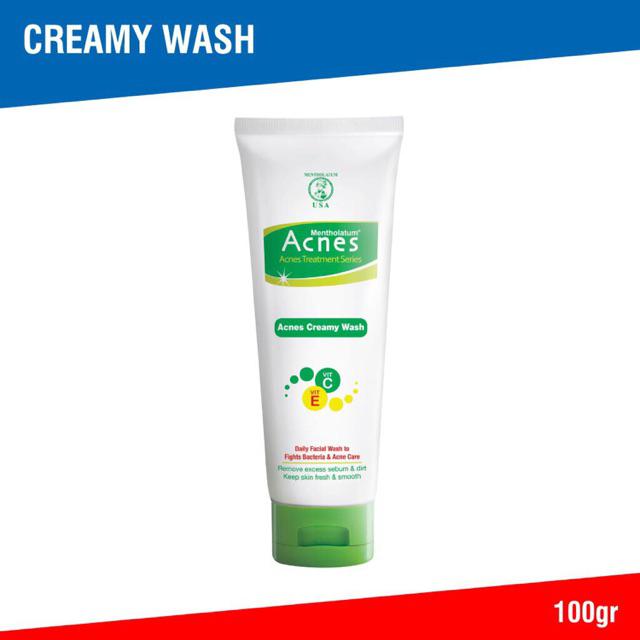 CREAMY WASH
MENTHOLATUM
USA
Mentholatum®
Acnes
Acnes Treatment Series
Acnes Creamy Wash
VIT
C
VIT
E
Daily Facial Wash to
Fights Bacteria & Acne Care
Remove excess sebum & dirt
Keep skin fresh & smooth
100gr